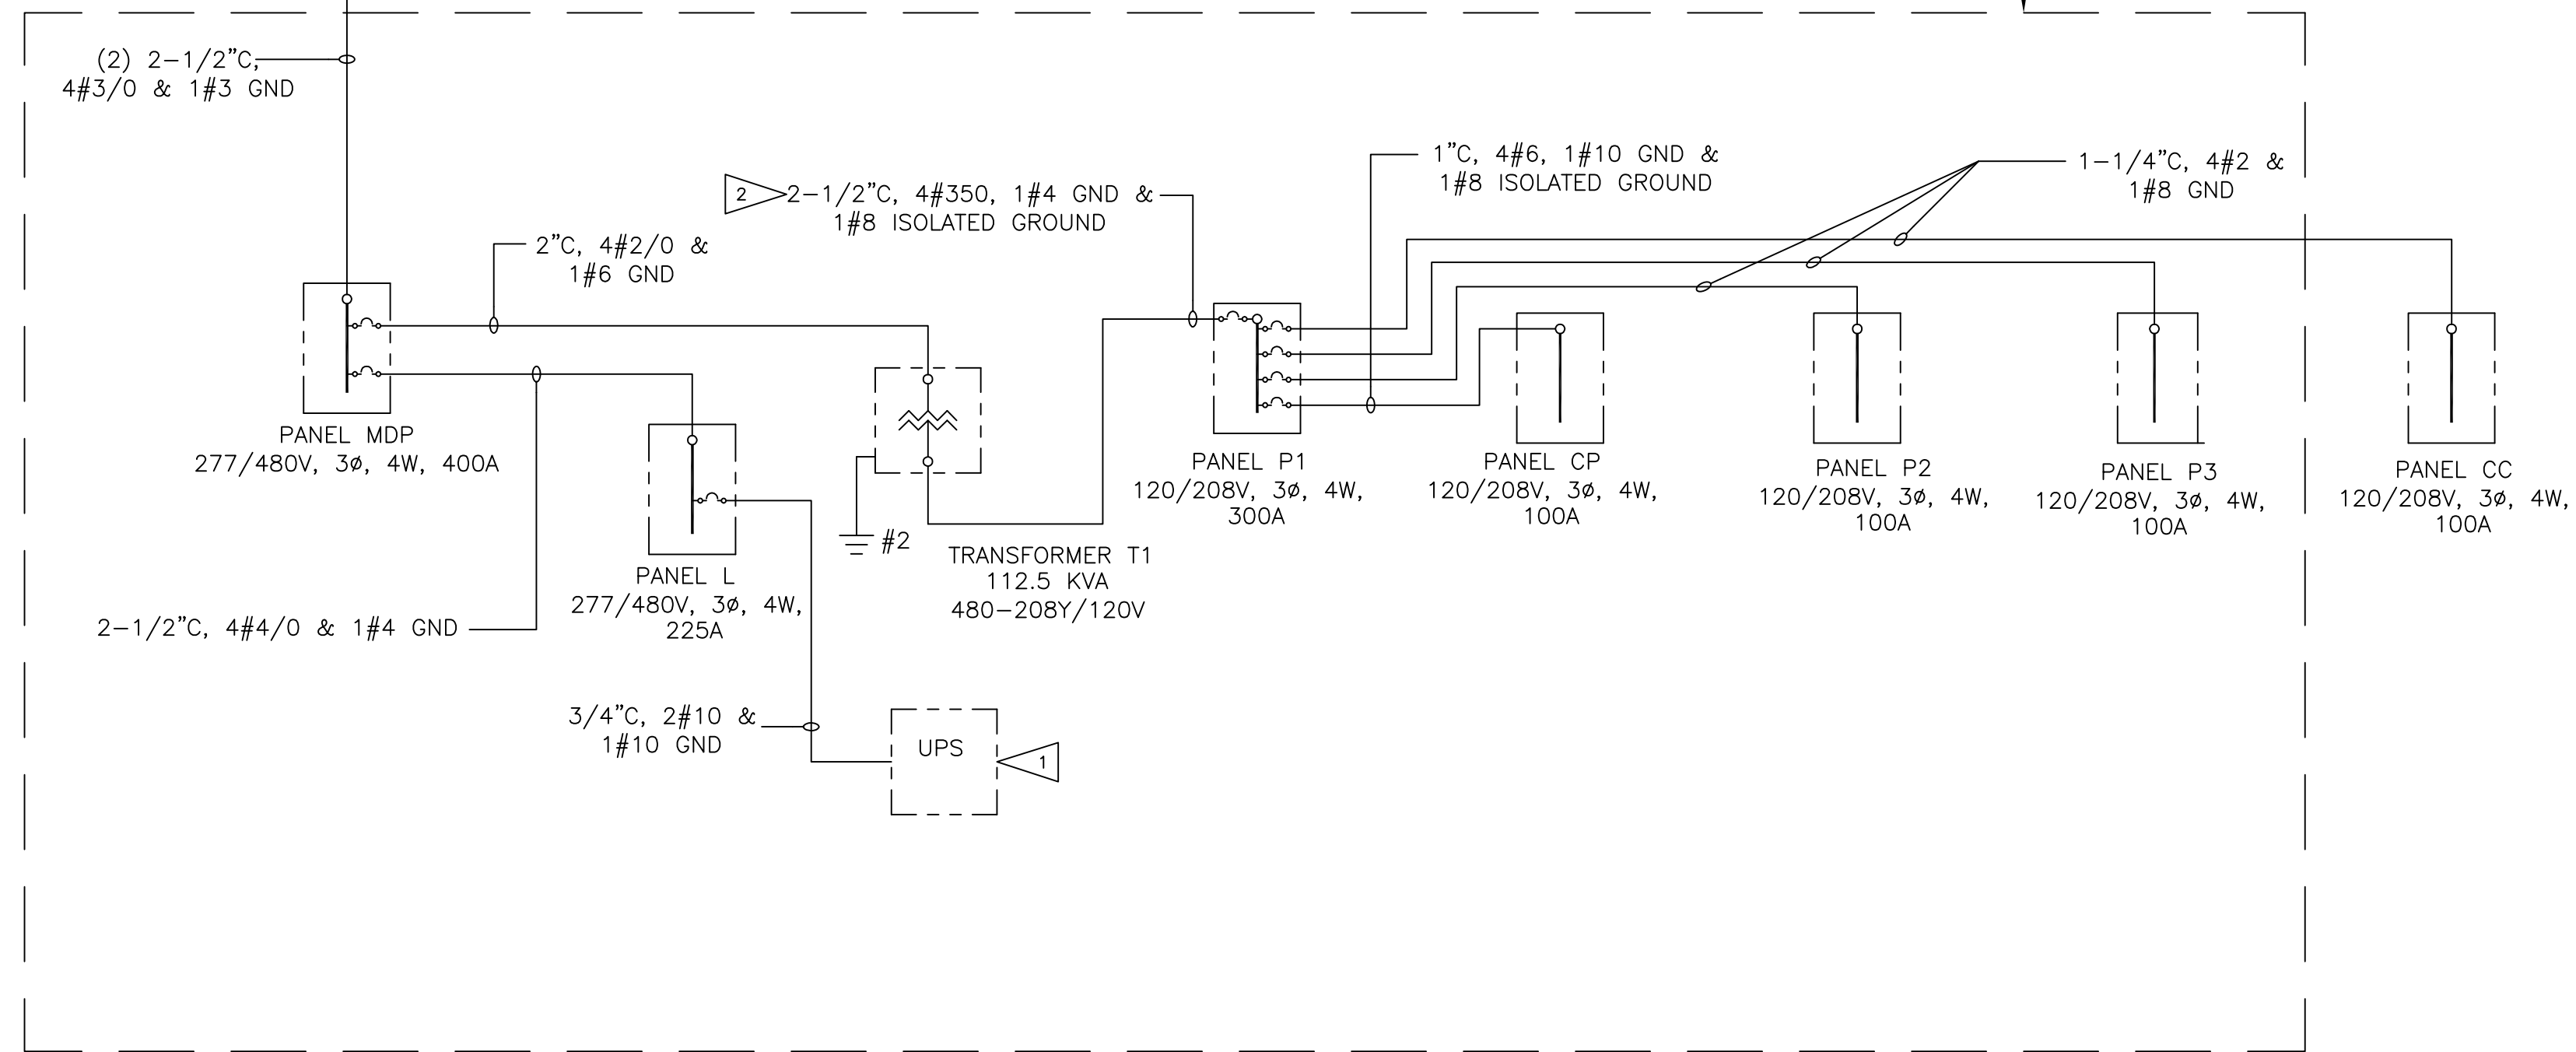 (2) 2-1/2"C,
4#3/0 & 1#3 GND
2
2-1/2"C, 4#350, 1#4 GND &
1#8 ISOLATED GROUND
1"C, 4#6, 1#10 GND &
1#8 ISOLATED GROUND
1-1/4"C, 4#2 &
1#8 GND
2"C, 4#2/0 &
1#6 GND
PANEL MDP
277/480V, 3ø, 4W, 400A
PANEL P1
120/208V, 3ø, 4W,
300A
PANEL CP
120/208V, 3ø, 4W,
100A
PANEL P2
120/208V, 3ø, 4W,
100A
PANEL P3
120/208V, 3ø, 4W,
100A
PANEL CC
120/208V, 3ø, 4W,
100A
#2
TRANSFORMER T1
112.5 KVA
480-208Y/120V
PANEL L
277/480V, 3ø, 4W,
225A
2-1/2"C, 4#4/0 & 1#4 GND
3/4"C, 2#10 &
1#10 GND
UPS
1